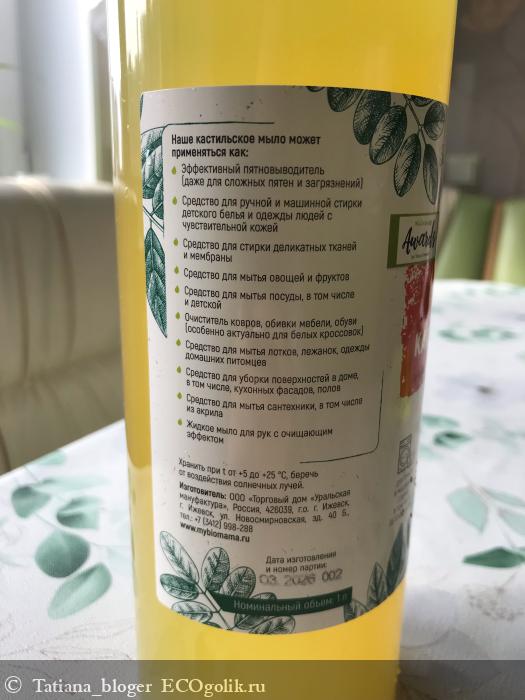 Наше кастильское мыло может
применяться как:
Эффективный пятновыводитель
(даже для сложных пятен и загрязнений)
Средство для ручной и машинной стирки
детского белья и одежды людей с
чувствительной кожей
Средство для стирки деликатных тканей
и мембраны
Средство для мытья овощей и фруктов
Средство для мытья посуды, в том числе
и детской
Очиститель ковров, обивки мебели, обуви
(особенно актуально для белых кроссовок)
Средство для мытья лотков, лежанок, одежды
домашних питомцев
Средство для уборки поверхностей в доме,
в том числе, кухонных фасадов, полов
Средство для мытья сантехники, в том числе
из акрила
Жидкое мыло для рук с очищающим
эффектом
Хранить при t от +5 до +25 °C, беречь
от воздействия солнечных лучей.
Изготовитель: ООО «Торговый дом «Уральская
мануфактура», Россия, 426039, г.о. г. Ижевск,
г. Ижевск, ул. Новосмировская, зд. 40 Б.,
тел.: +7 (3412) 998-288
www.mybiomama.ru
Дата изготовления
и номер партии:
03.2026 002
Номинальный объем: 1 л
Awards
© Tatiana_bloger ECOgolik.ru